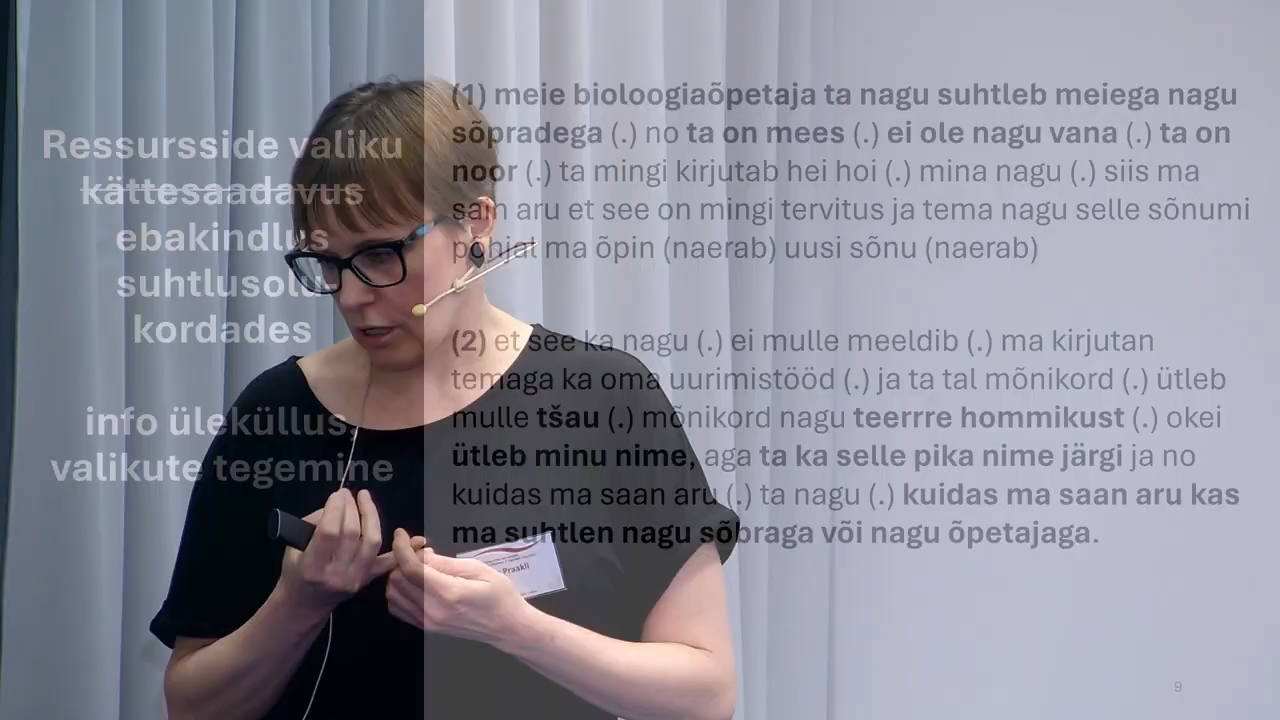 Ressursside valiku
kättesaadavus
ebakindlus
suhtlusolu
kordades
info üleküllus.
valikute tegemine
(1) meie bioloogiaõpetaja ta nagu suhtleb meiega nagu
sõpradega (.) no ta on mees (.) ei ole nagu vana (.) ta on
noor (.) ta mingi kirjutab hei hoi (.) mina nagu (.) siis ma
sain aru et see on mingi tervitus ja tema nagu selle sõnumi
põhjal ma õpin (naerab) uusi sõnu (naerab)
(2) et see ka nagu (.) ei mulle meeldib (.) ma kirjutan
temaga ka oma uurimistööd (.) ja ta tal mõnikord (.) ütleb
mulle tšau (.) mõnikord nagu teerrre hommikust (.) okei
ütleb minu nime, aga ta ka selle pika nime järgi ja no
kuidas ma saan aru (.) ta nagu (.) kuidas ma saan aru kas
ma suhtlen nagu sõbraga või nagu õpetajaga.
Praakli
9